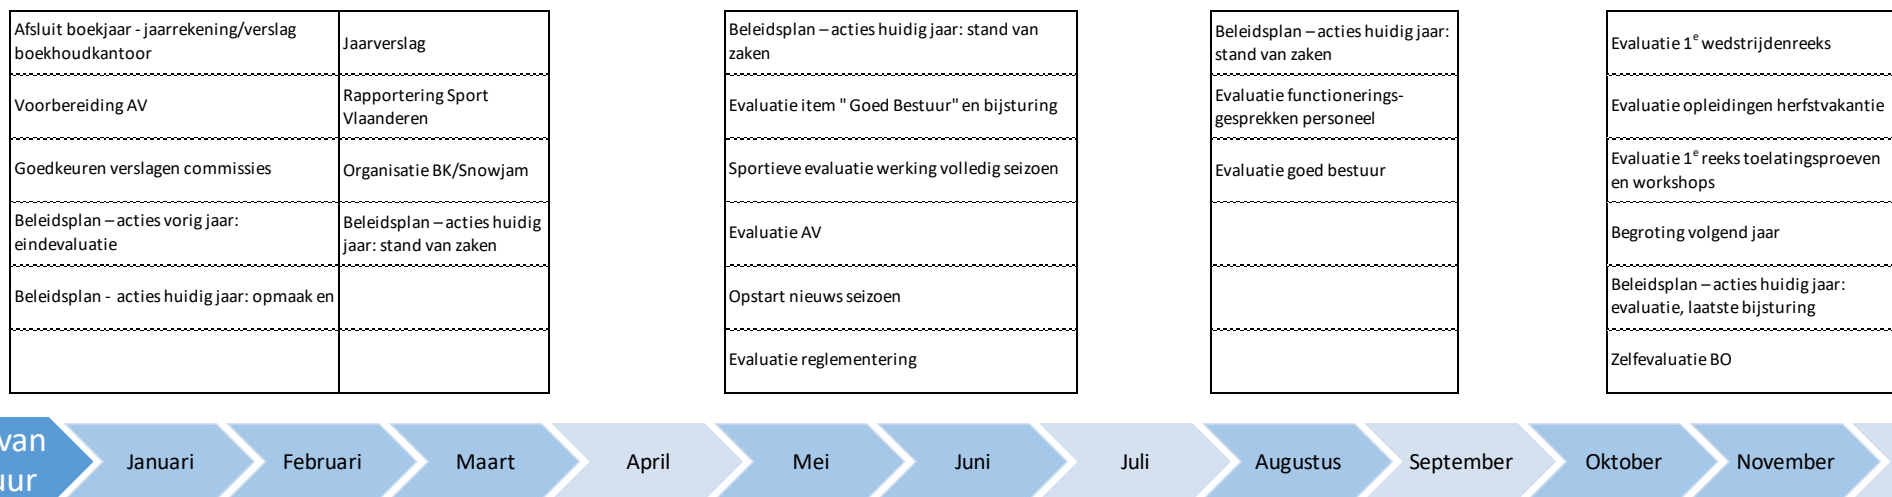 Afsluit boekjaar - jaarrekening/verslag
boekhoudkantoor
Jaarverslag
Voorbereiding AV
Rapportering Sport
Vlaanderen
Goedkeuren verslagen commissies
Organisatie BK/Snowjam
Beleidsplan – acties vorig jaar:
eindevaluatie
Beleidsplan – acties huidig
jaar: stand van zaken
Beleidsplan - acties huidig jaar: opmaak en
Beleidsplan – acties huidig jaar: stand van
zaken
Evaluatie item " Goed Bestuur" en bijsturing
Sportieve evaluatie werking volledig seizoen
Evaluatie AV
Opstart nieuws seizoen
Evaluatie reglementering
Beleidsplan – acties huidig jaar:
stand van zaken
Evaluatie functionerings-
gesprekken personeel
Evaluatie goed bestuur
Evaluatie 1e wedstrijdenreeks
Evaluatie opleidingen herfstvakantie
Evaluatie 1e reeks toelatingsproeven
en workshops
Begroting volgend jaar
Beleidsplan – acties huidig jaar:
evaluatie, laatste bijsturing
Zelfevaluatie BO
van
uur
Januari
Februari
Maart
April
Mei
Juni
Juli
Augustus
September
Oktober
November